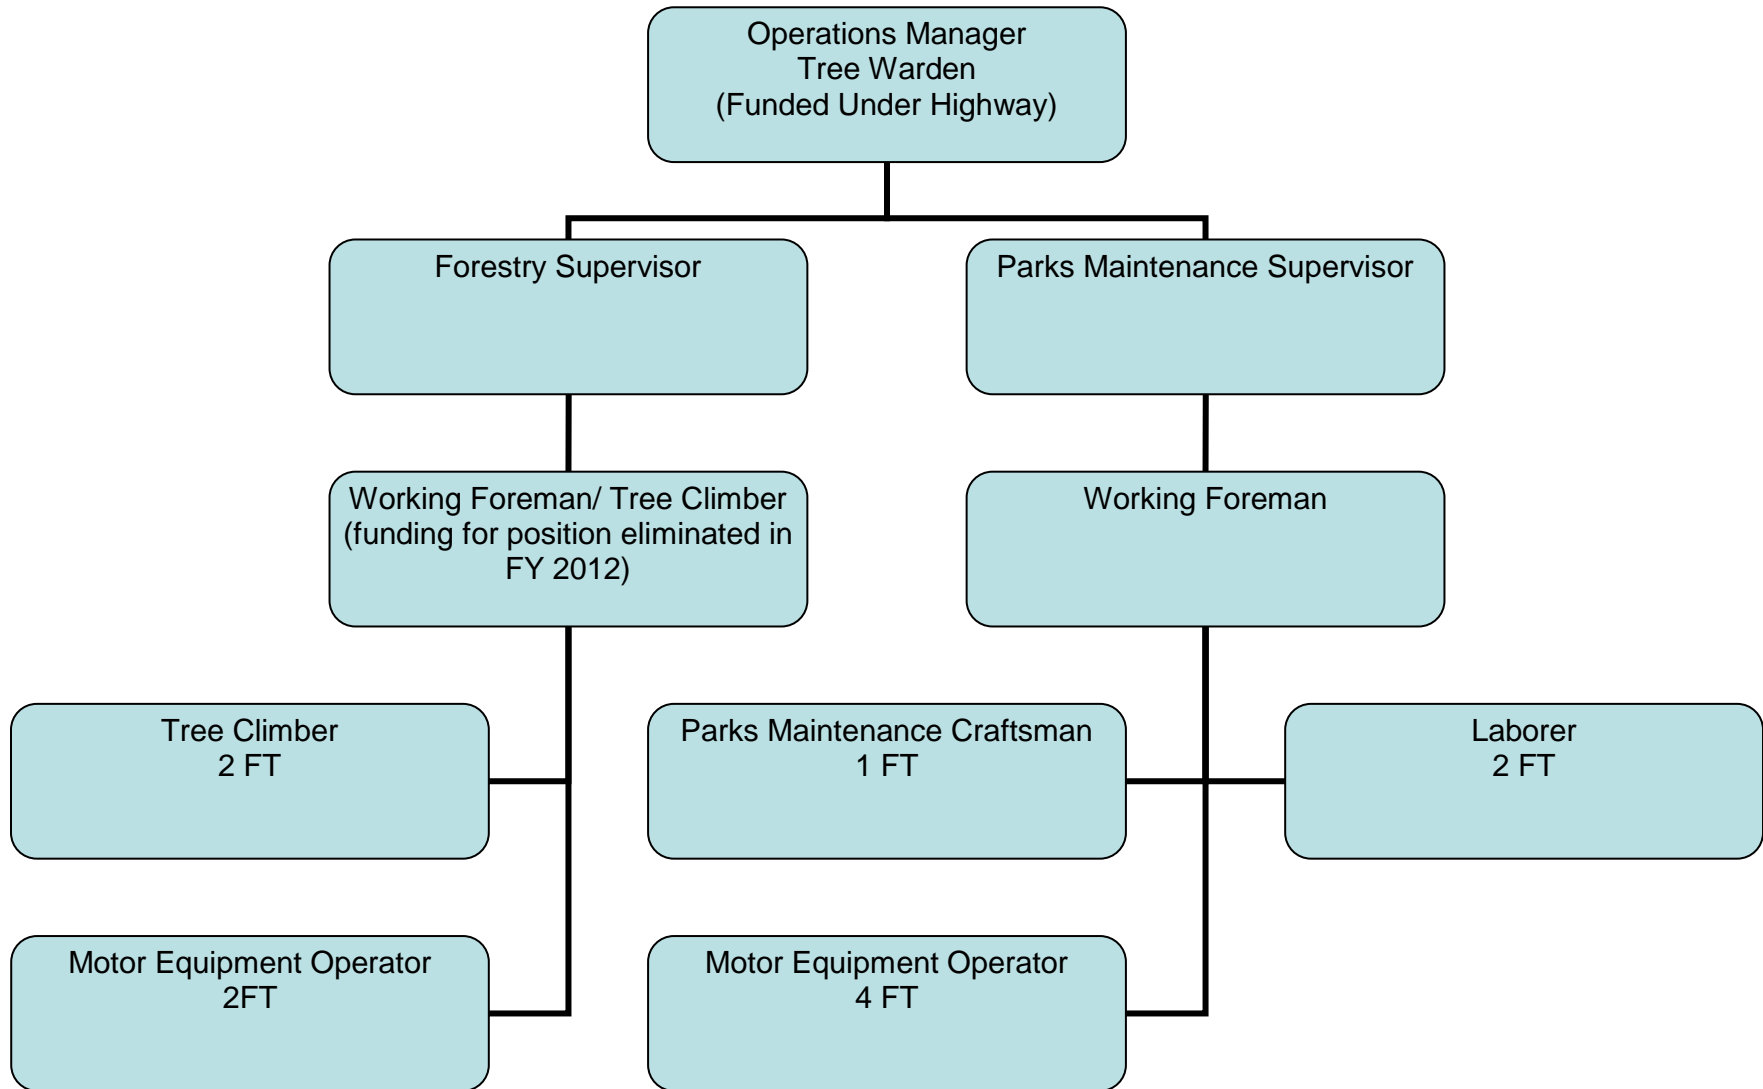 Operations Manager
Tree Warden
(Funded Under Highway)
Forestry Supervisor
Parks Maintenance Supervisor
Working Foreman/ Tree Climber
(funding for position eliminated in
FY 2012)
Working Foreman
Tree Climber
2 FT
Parks Maintenance Craftsman
1 FT
Laborer
2 FT
Motor Equipment Operator
2FT
Motor Equipment Operator
4 FT